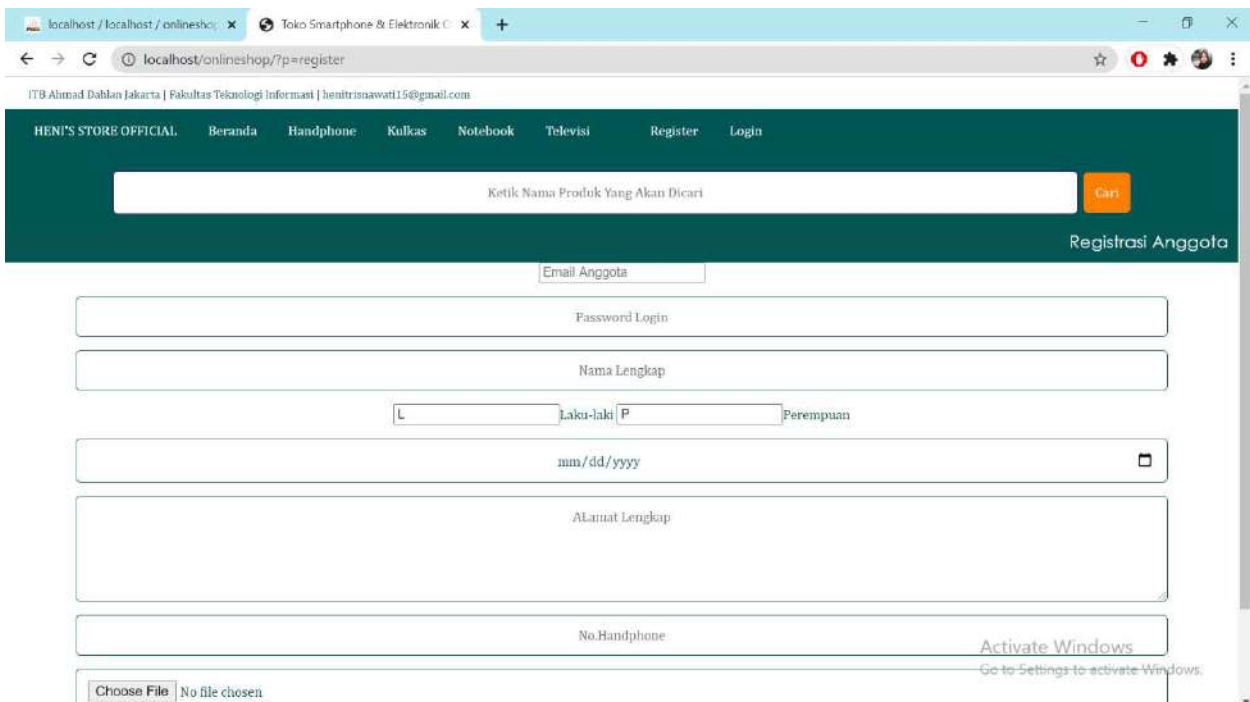 localhost / localhost / onlinesho
Toko Smartphone & Elektronik O
localhost/onlineshop/?p=register
ITB Ahmad Dahlan Jakarta | Fakultas Teknologi Informasi | henitrisnawati15@gmail.com
HENI'S STORE OFFICIAL Beranda Handphone Kulkas Notebook Televisi Register Login
Ketik Nama Produk Yang Akan Dicari Cari
Registrasi Anggota
Email Anggota
Password Login
Nama Lengkap
L Laku-laki P Perempuan
mm/dd/yyyy
ALamat Lengkap
No.Handphone
Activate Windows
Go to Settings to activate Windows.
Choose File No file chosen